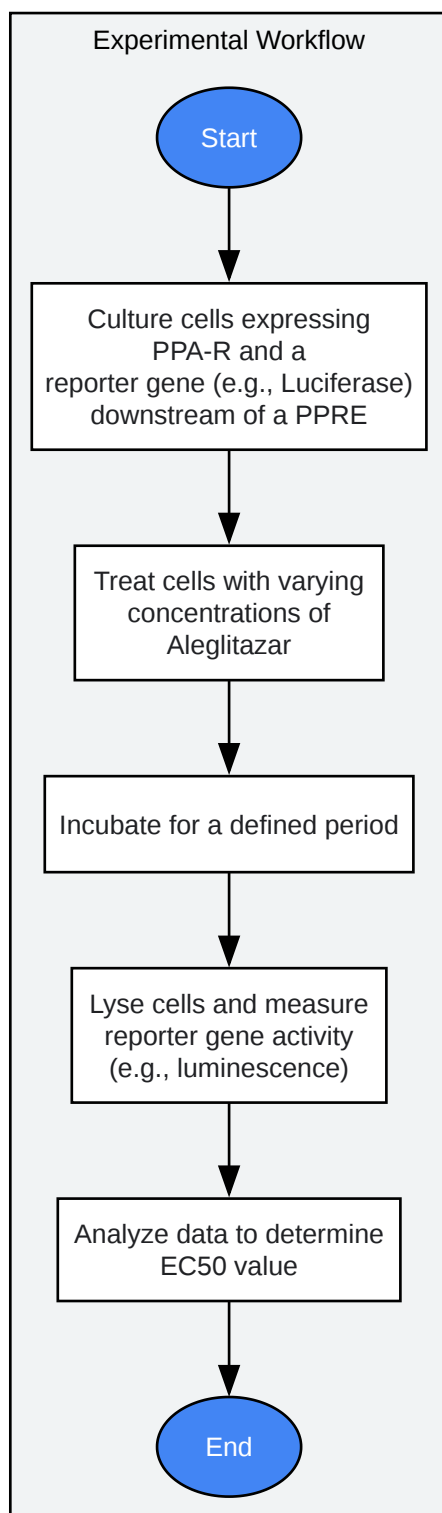 Experimental Workflow
Start
Culture cells expressing
PPA-R and a
reporter gene (e.g., Luciferase)
downstream of a PPRE
Treat cells with varying
concentrations of
Aleglitazar
Incubate for a defined period
Lyse cells and measure
reporter gene activity
(e.g., luminescence)
Analyze data to determine
EC50 value
End